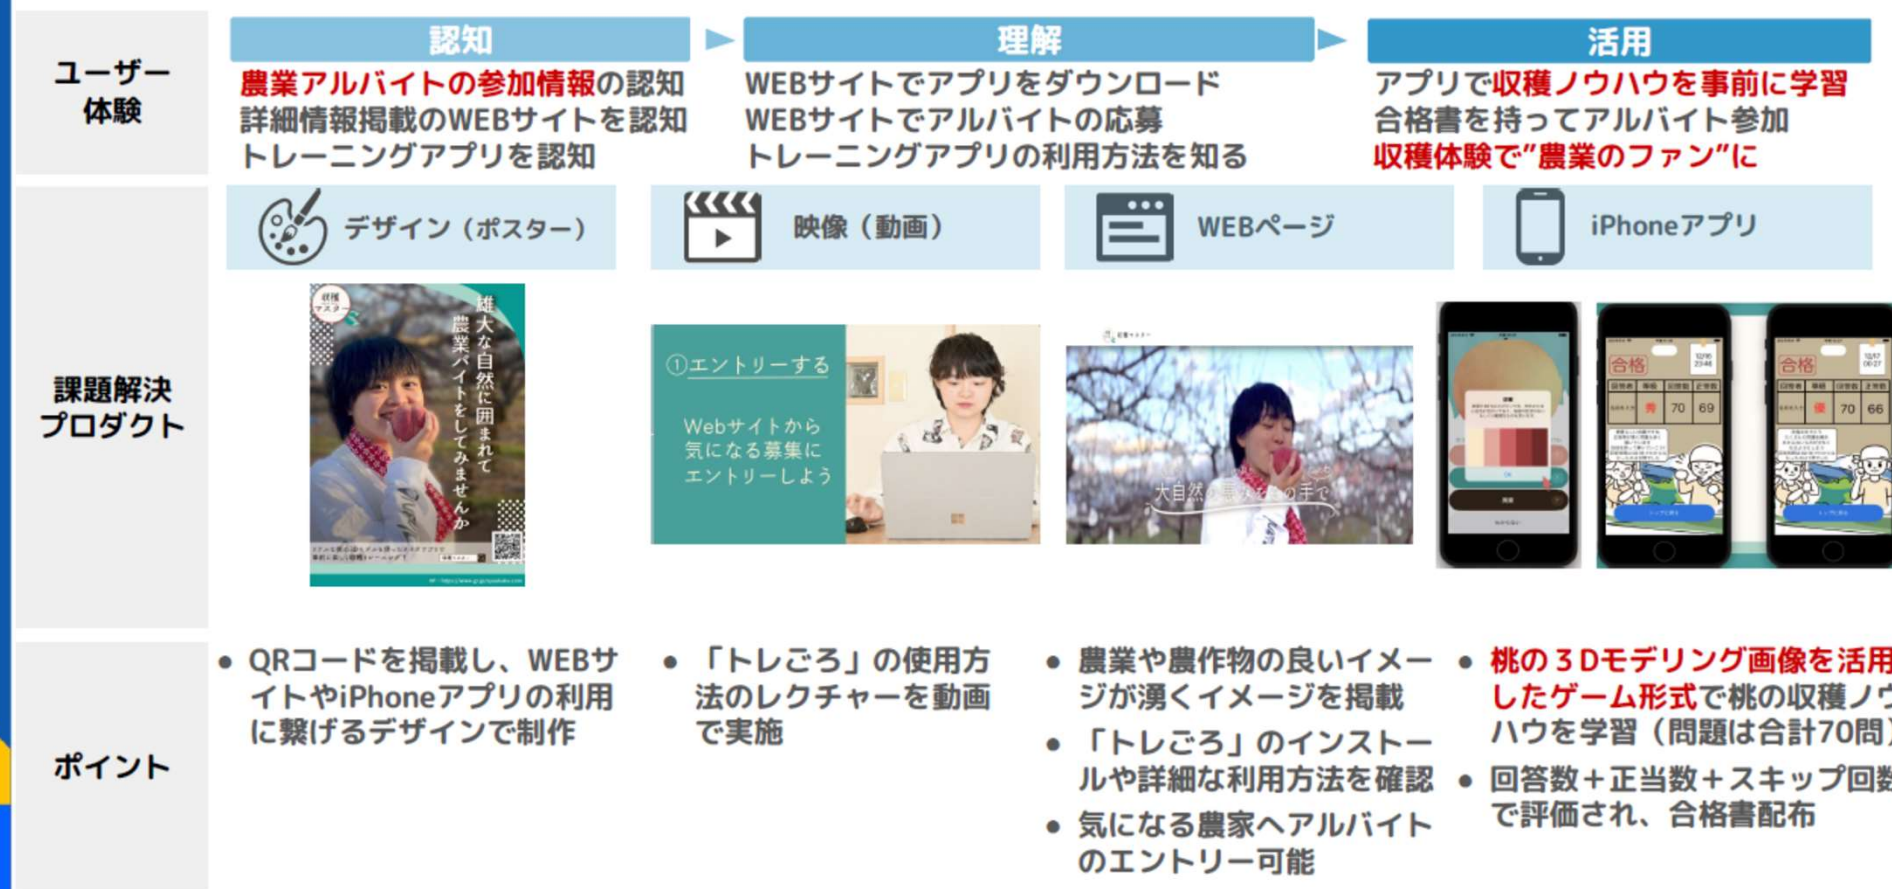 ユーザー
体験
認知
理解
活用
農業アルバイトの参加情報の認知
詳細情報掲載のWEBサイトを認知
トレーニングアプリを認知
WEBサイトでアプリをダウンロード
WEBサイトでアルバイトの応募
トレーニングアプリの利用方法を知る
アプリで収穫ノウハウを事前に学習
合格書を持ってアルバイト参加
収穫体験で”農業のファン”に
課題解決
プロダクト
デザイン（ポスター）
映像（動画）
WEBページ
iPhoneアプリ
収穫
マスター
雄大な自然に囲まれて
農業バイトをしてみませんか
①エントリーする
Webサイトから
気になる募集に
エントリーしよう
大自然の恵みをこの手で
合格
秀 70 69
合格
優 70 66
ポイント
• QRコードを掲載し、WEBサ
イトやiPhoneアプリの利用
に繋げるデザインで制作
• 「トレごろ」の使用方
法のレクチャーを動画
で実施
• 農業や農作物の良いイメー
ジが湧くイメージを掲載
• 「トレごろ」のインストー
ルや詳細な利用方法を確認
• 気になる農家へアルバイト
のエントリー可能
• 桃の３Dモデリング画像を活用
したゲーム形式で桃の収穫ノウ
ハウを学習（問題は合計70問）
• 回答数＋正当数＋スキップ回数
で評価され、合格書配布